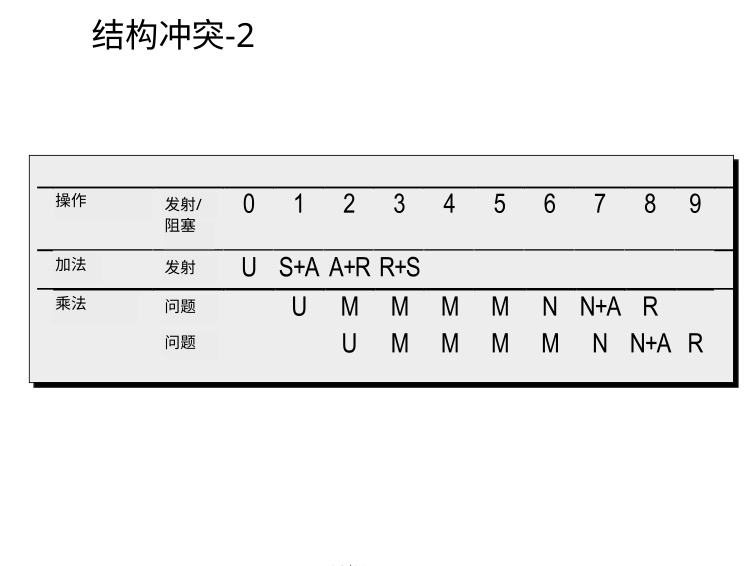 结构冲突-2
操作 发射/阻塞 0 1 2 3 4 5 6 7 8 9
加法 发射 U S+A A+R R+S
乘法 问题 U M M M M N N+A R
问题 U M M M M N N+A R